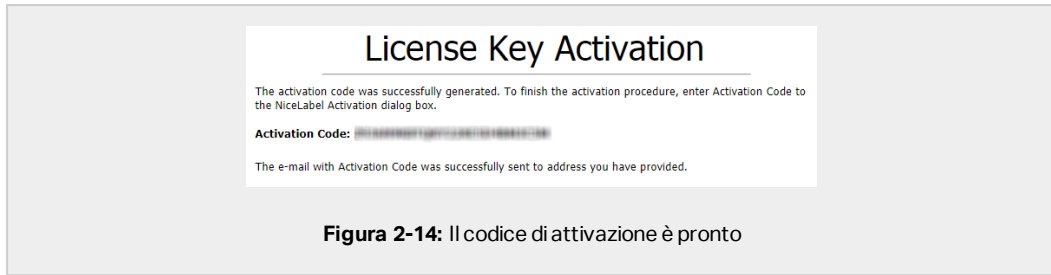 License Key Activation
The activation code was successfully generated. To finish the activation procedure, enter Activation Code to
the NiceLabel Activation dialog box.
Activation Code:
The e-mail with Activation Code was successfully sent to address you have provided.
Figura 2-14: Il codice di attivazione è pronto